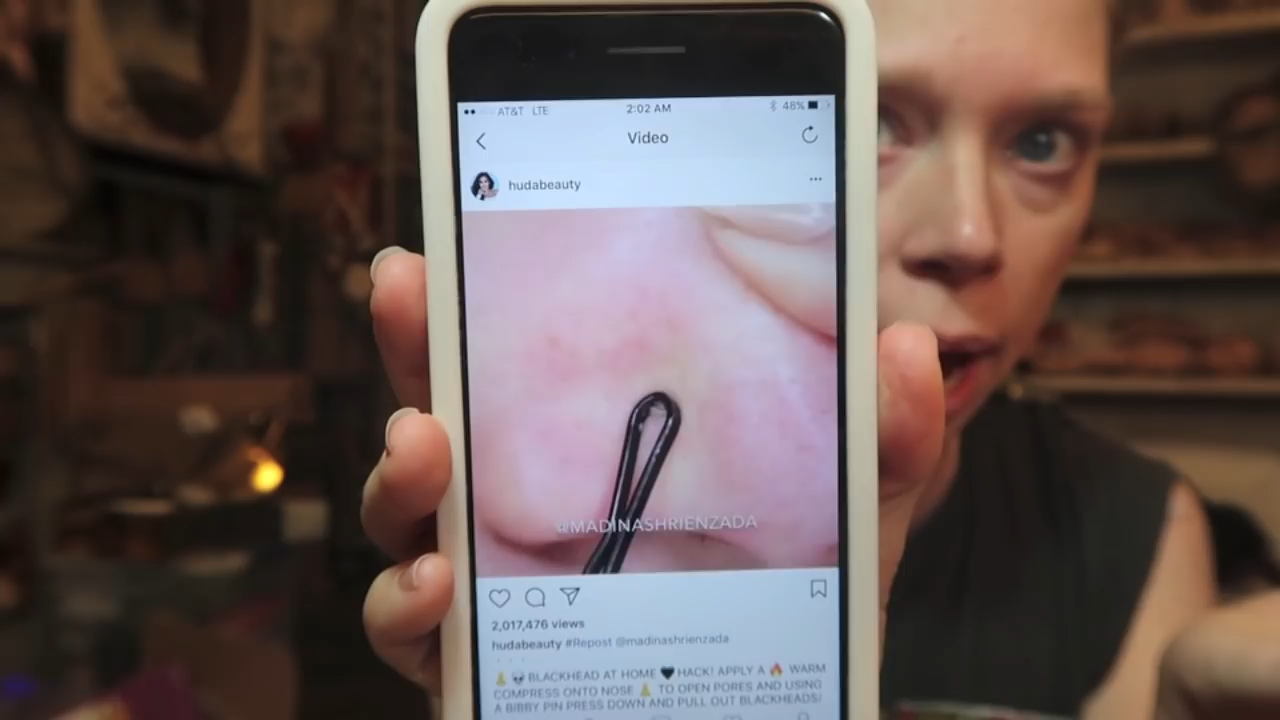 AT&T LTE 2:02 AM 48%
Video
hudabeauty
@MADINASHRIENZADA
2,017,476 views
hudabeauty #Repost @madinashrienzada
. . .
👃💀 BLACKHEAD AT HOME 🖤 HACK! APPLY A 🔥 WARM
COMPRESS ONTO NOSE 👃 TO OPEN PORES AND USING
A BIBBY PIN PRESS DOWN AND PULL OUT BLACKHEADS!